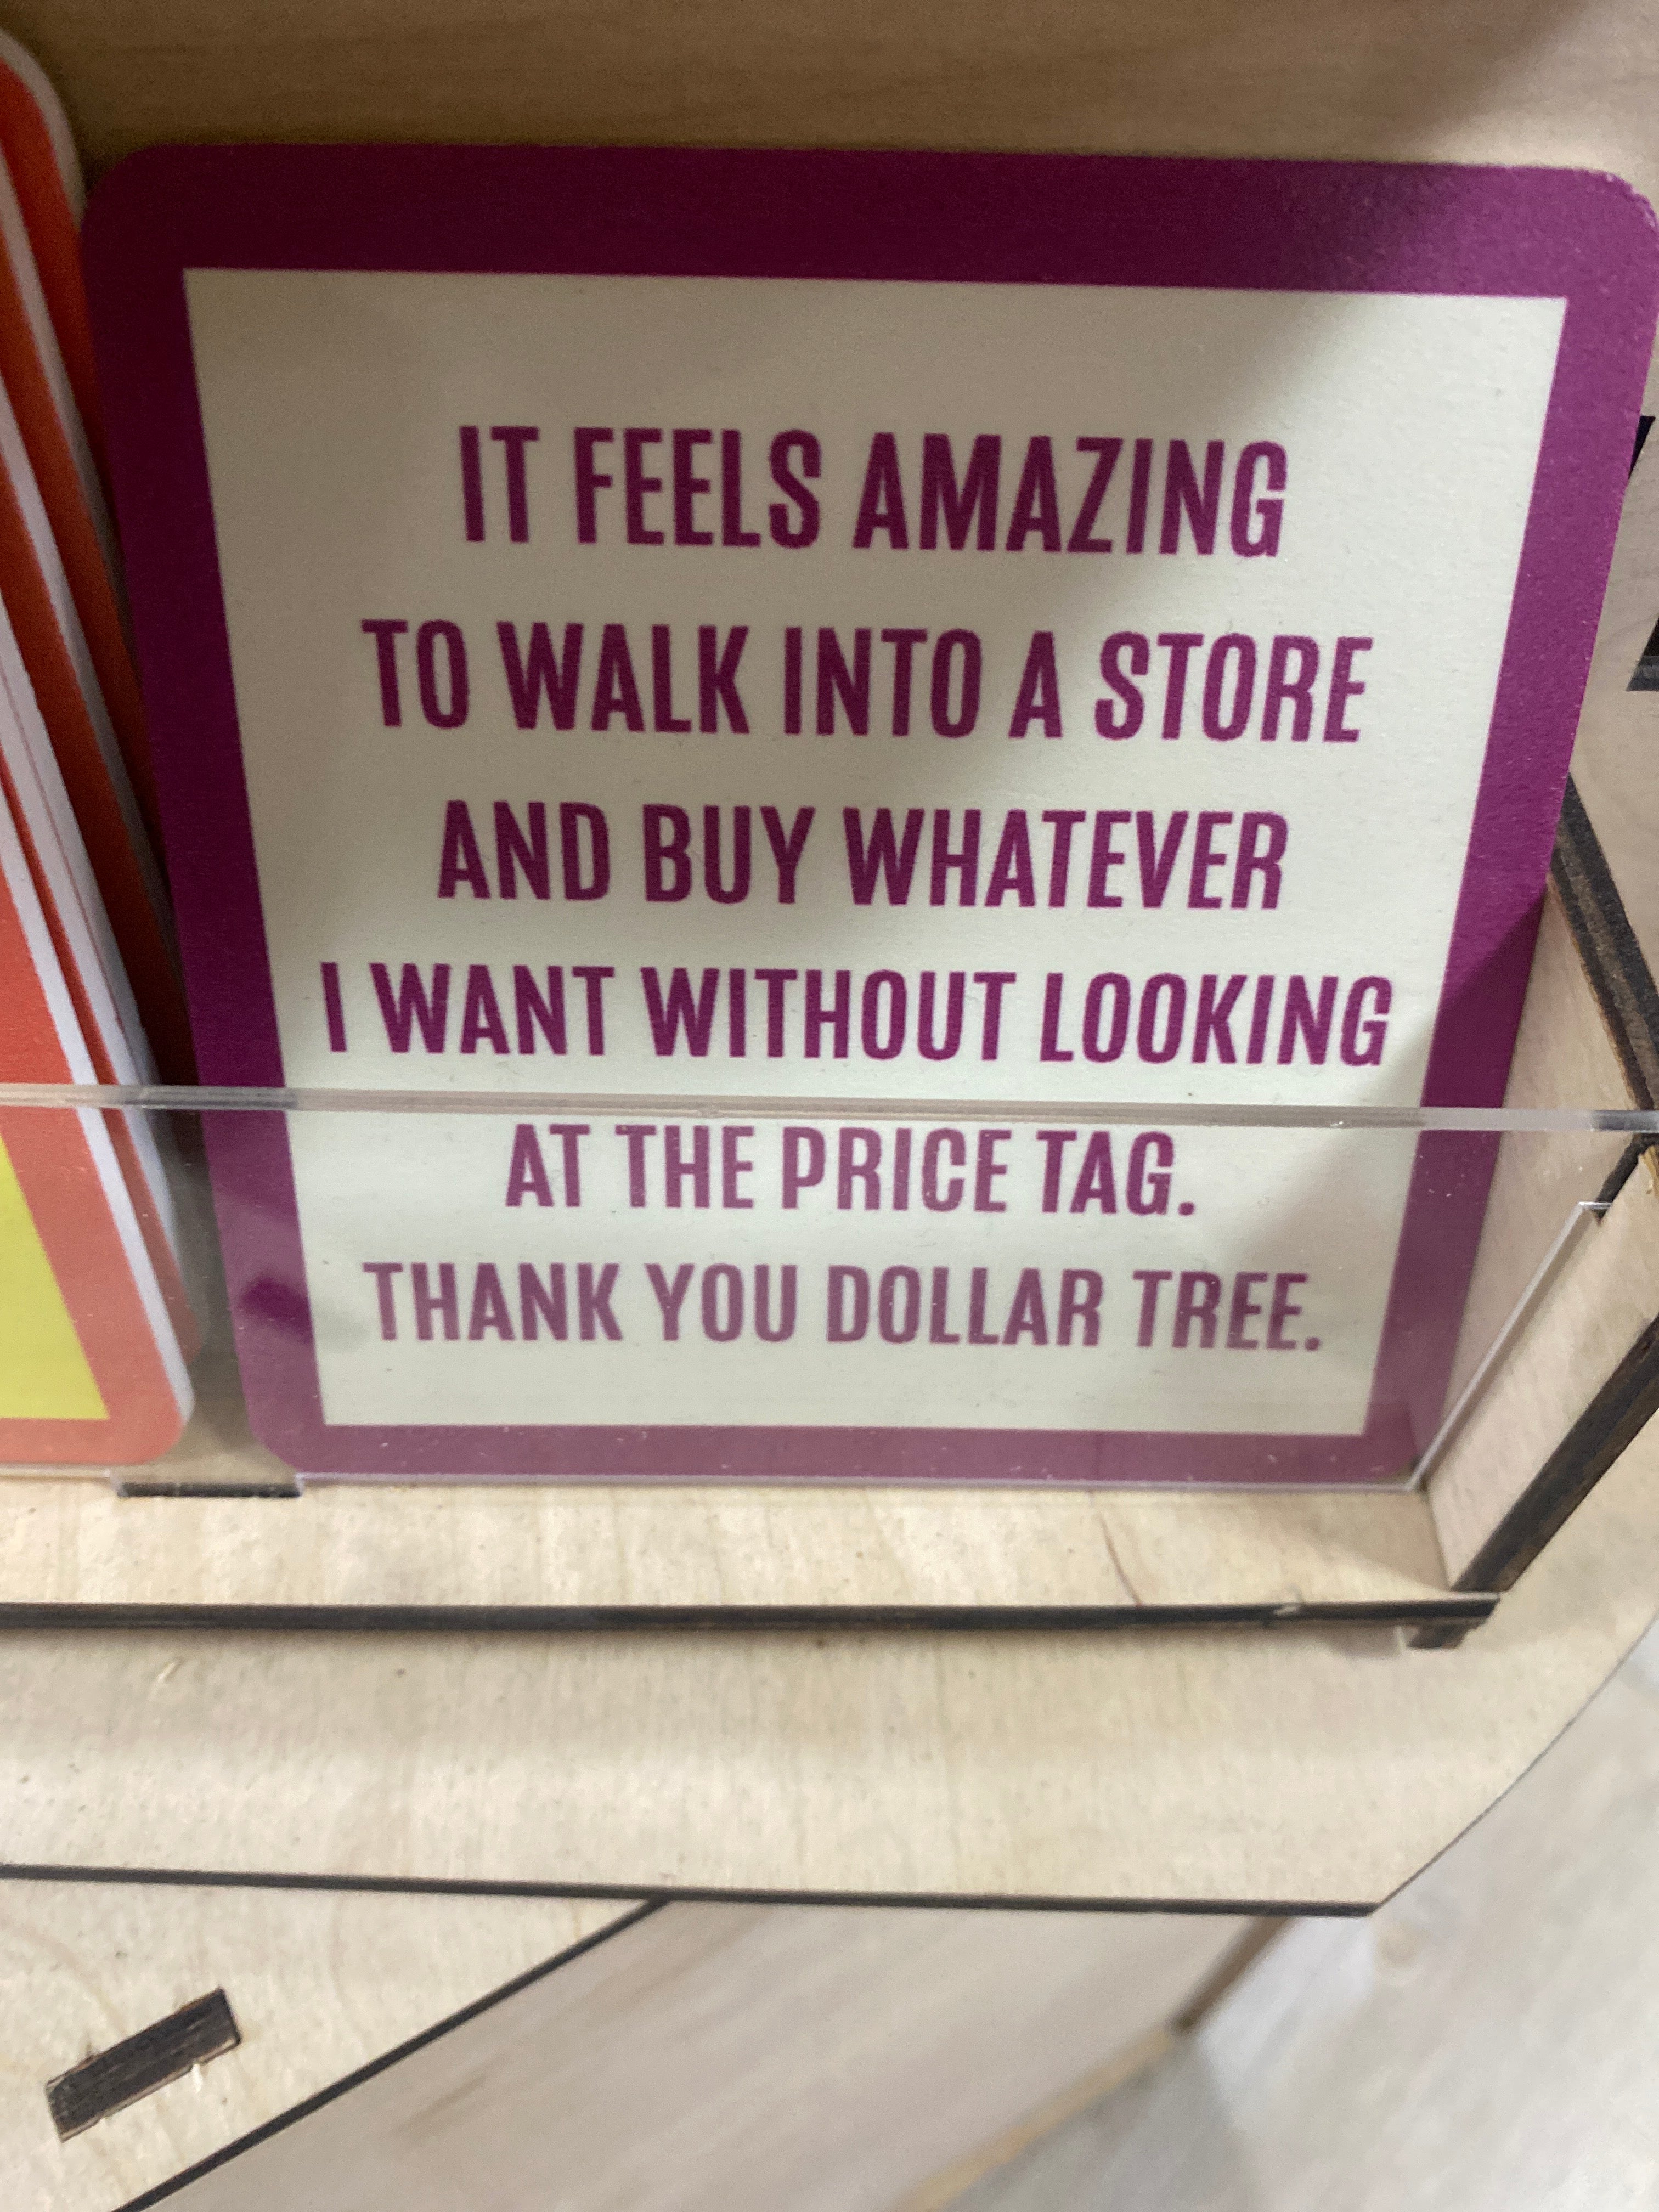 IT FEELS AMAZING
TO WALK INTO A STORE
AND BUY WHATEVER
I WANT WITHOUT LOOKING
AT THE PRICE TAG.
THANK YOU DOLLAR TREE.